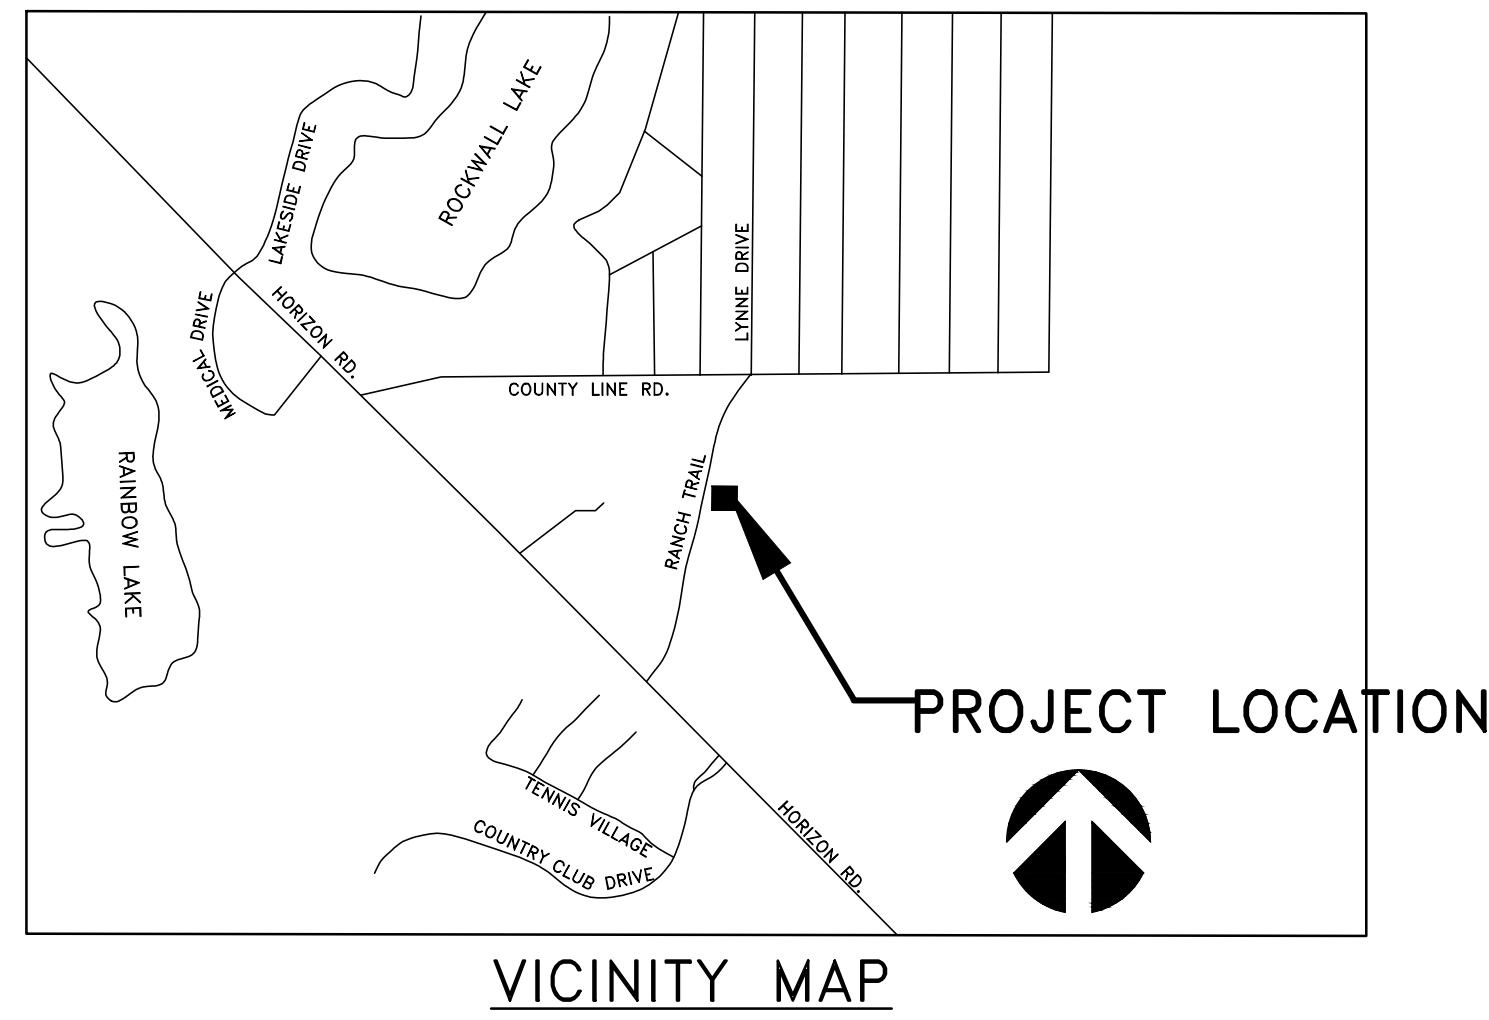 ROCKWALL LAKE
LAKESIDE DRIVE
LYNNE DRIVE
MEDICAL DRIVE
HORIZON RD.
COUNTY LINE RD.
RAINBOW LAKE
RANCH TRAIL
PROJECT LOCATION
TENNIS VILLAGE
COUNTRY CLUB DRIVE
HORIZON RD.
VICINITY MAP